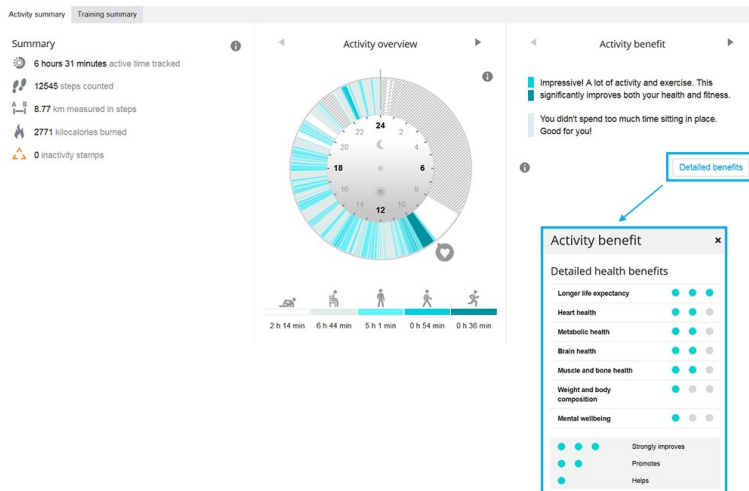 Activity summary Training summary
Summary
6 hours 31 minutes active time tracked
12545 steps counted
A B
8.77 km measured in steps
2771 kilocalories burned
0 inactivity stamps
Activity overview
24
22 2
20 4
18 6
16 8
14 10
12
2 h 14 min 6 h 44 min 5 h 1 min 0 h 54 min 0 h 36 min
Activity benefit
Impressive! A lot of activity and exercise. This
significantly improves both your health and fitness.
You didn't spend too much time sitting in place.
Good for you!
Detailed benefits
Activity benefit ×
Detailed health benefits
Longer life expectancy
Heart health
Metabolic health
Brain health
Muscle and bone health
Weight and body
composition
Mental wellbeing
Strongly improves
Promotes
Helps